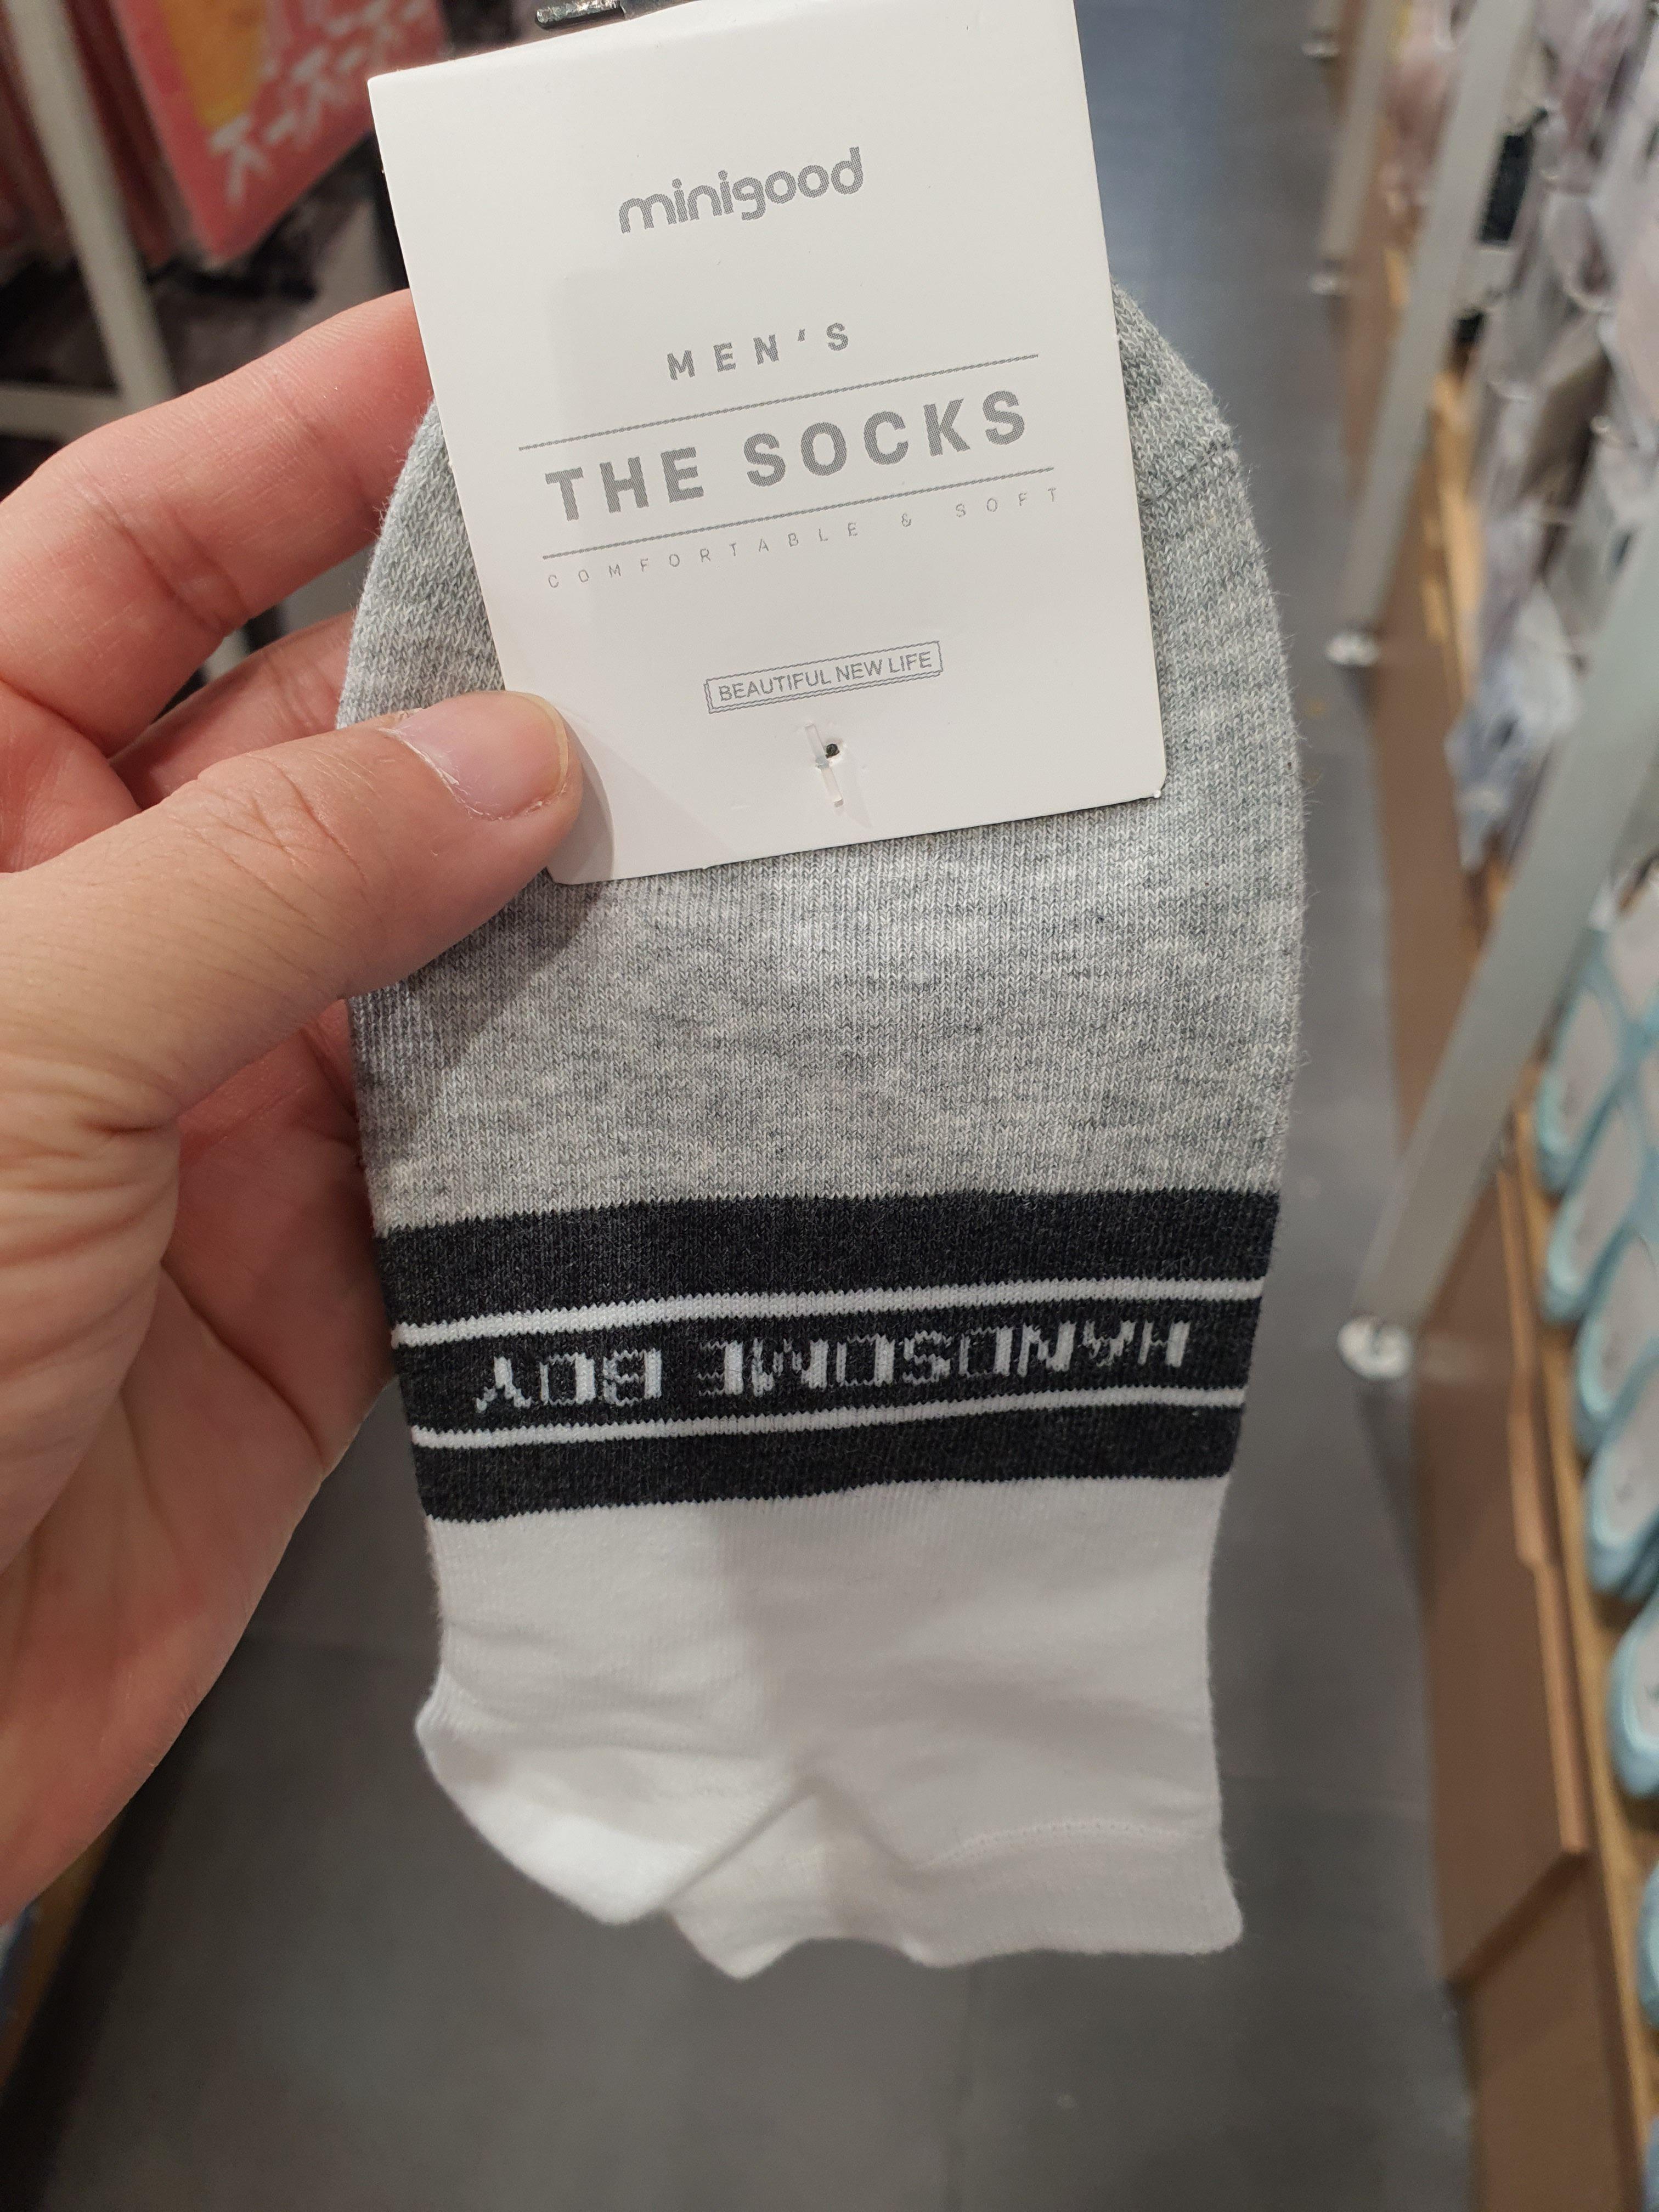 minigood
MEN'S
THE SOCKS
COMFORTABLE & SOFT
BEAUTIFUL NEW LIFE
HANDSOME BOY